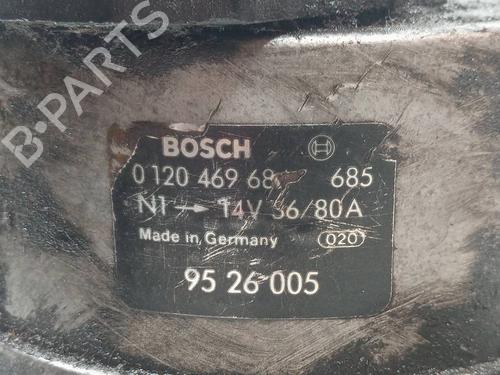 B-PARTS
BOSCH
0 120 469 68 685
N1→ 14V 36/80A
Made in Germany 020
95 26 005